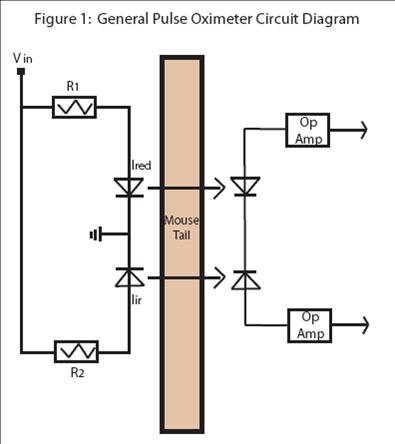 Figure 1: General Pulse Oximeter Circuit Diagram
V in
R1
Ired
Op
Amp
Mouse
Tail
Iir
Op
Amp
R2